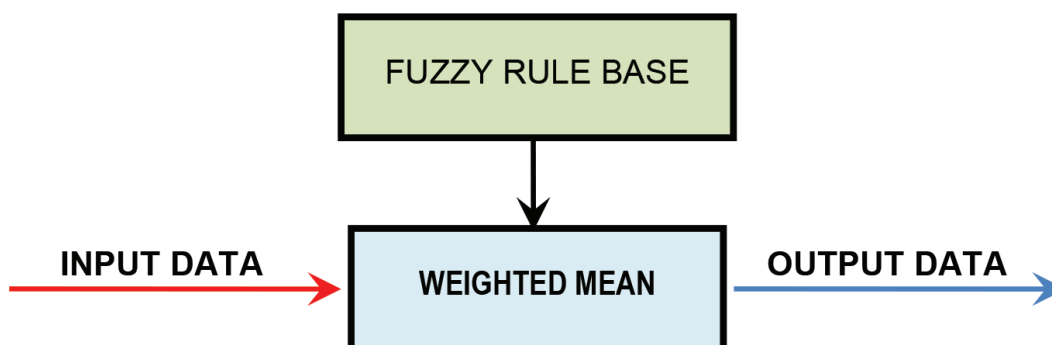 FUZZY RULE BASE
INPUT DATA
WEIGHTED MEAN
OUTPUT DATA